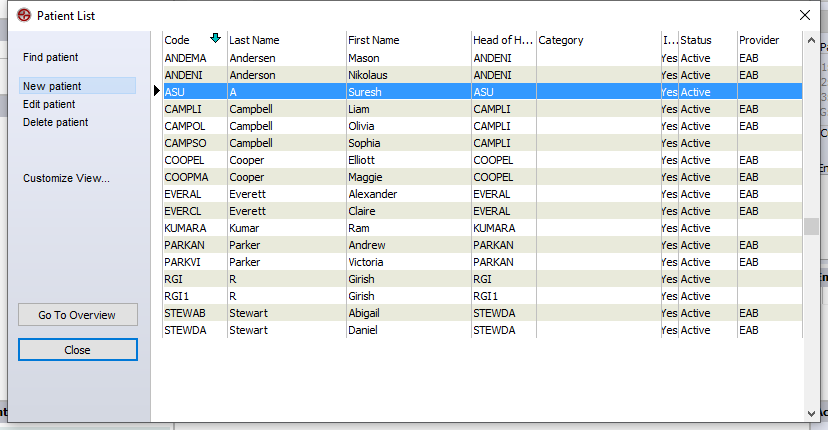 Patient List
Find patient
New patient
Edit patient
Delete patient
Customize View...
Go To Overview
Close
Code Last Name First Name Head of H... Category I... Status Provider
ANDEMA Andersen Mason ANDENI Yes Active EAB
ANDENI Anderson Nikolaus ANDENI Yes Active EAB
ASU A Suresh ASU Yes Active
CAMPLI Campbell Liam CAMPLI Yes Active EAB
CAMPOL Campbell Olivia CAMPLI Yes Active EAB
CAMPSO Campbell Sophia CAMPLI Yes Active
COOPEL Cooper Elliott COOPEL Yes Active EAB
COOPMA Cooper Maggie COOPEL Yes Active EAB
EVERAL Everett Alexander EVERAL Yes Active EAB
EVERCL Everett Claire EVERAL Yes Active EAB
KUMARA Kumar Ram KUMARA Yes Active
PARKAN Parker Andrew PARKAN Yes Active EAB
PARKVI Parker Victoria PARKAN Yes Active EAB
RGI R Girish RGI Yes Active
RGI1 R Girish RGI1 Yes Active
STEWAB Stewart Abigail STEWDA Yes Active EAB
STEWDA Stewart Daniel STEWDA Yes Active EAB